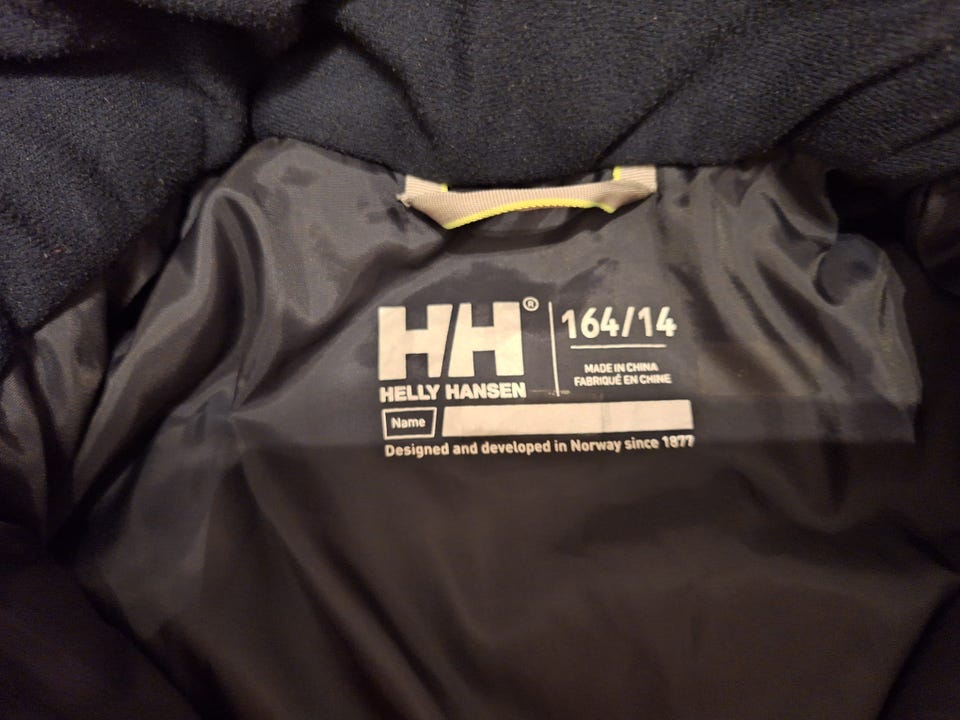 HH®
164/14
MADE IN CHINA
FABRIQUÉ EN CHINE
HELLY HANSEN
Name
Designed and developed in Norway since 1877